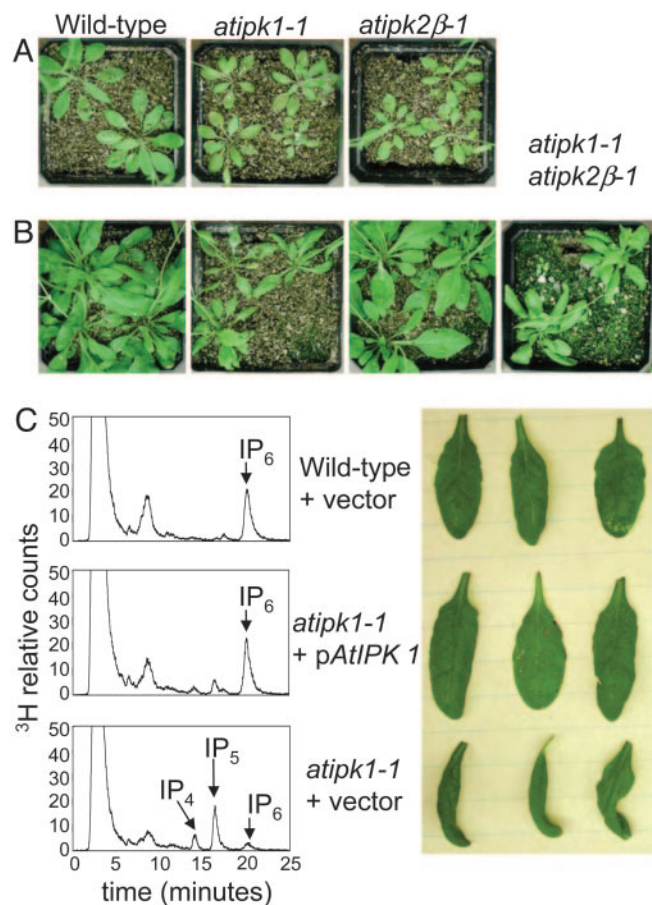 Wild-type atipk1-1 atipk2β-1
A
atipk1-1
atipk2β-1
B
C
50
40
30
20
10
0
IP6
Wild-type
+ vector
50
40
30
20
10
0
IP6
atipk1-1
+ pAtIPK 1
50
40
30
20
10
0
IP4
IP5
IP6
atipk1-1
+ vector
3H relative counts
0 5 10 15 20 25
time (minutes)